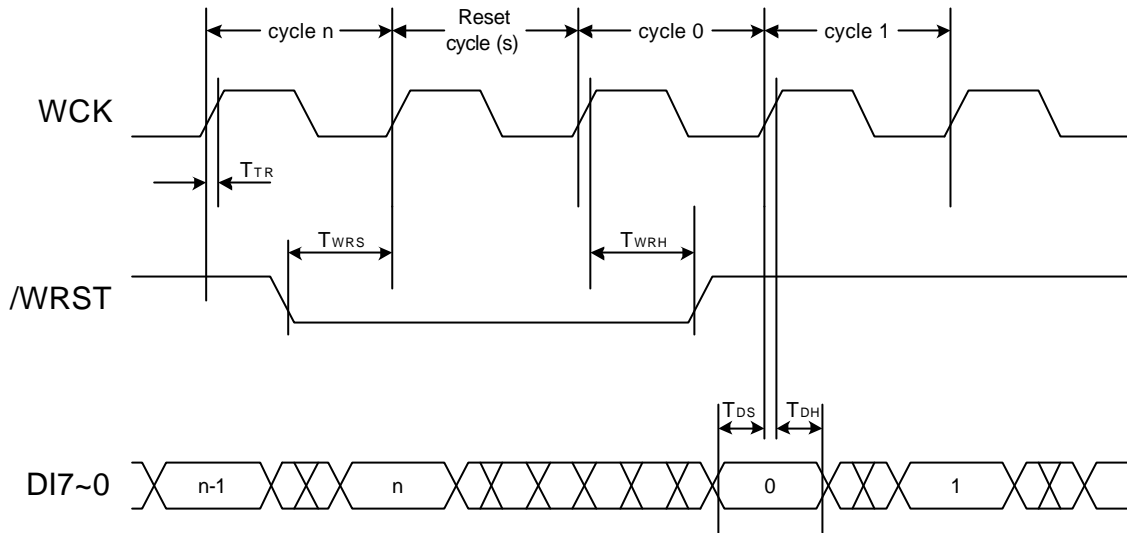 cycle n
Reset
cycle (s)
cycle 0
cycle 1
WCK
TTR
TWRS
TWRH
/WRST
TDS
TDH
DI7~0
n-1
n
0
1